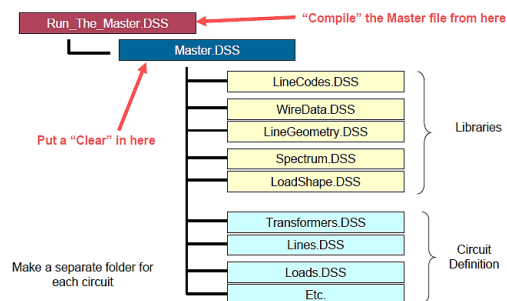 Run_The_Master.DSS
“Compile” the Master file from here
Master.DSS
Put a “Clear” in here
LineCodes.DSS
WireData.DSS
LineGeometry.DSS
Spectrum.DSS
LoadShape.DSS
Libraries
Transformers.DSS
Lines.DSS
Loads.DSS
Etc.
Circuit
Definition
Make a separate folder for
each circuit